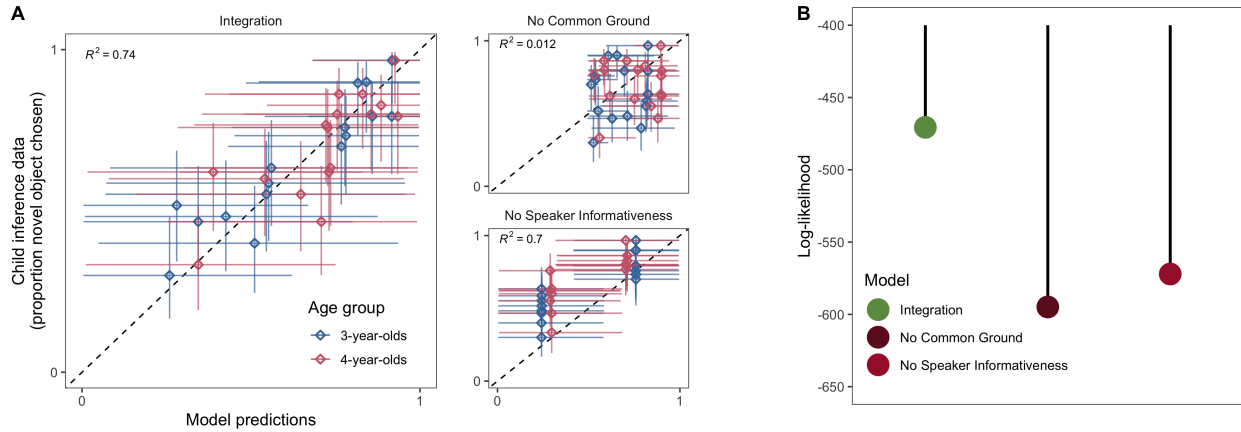 A
Integration
R² = 0.74
1
0
0
1
Child inference data
(proportion novel object chosen)
Model predictions
Age group
3-year-olds
4-year-olds
No Common Ground
R² = 0.012
1
0
No Speaker Informativeness
R² = 0.7
1
0
0
1
B
Log-likelihood
-400
-450
-500
-550
-600
-650
Model
Integration
No Common Ground
No Speaker Informativeness